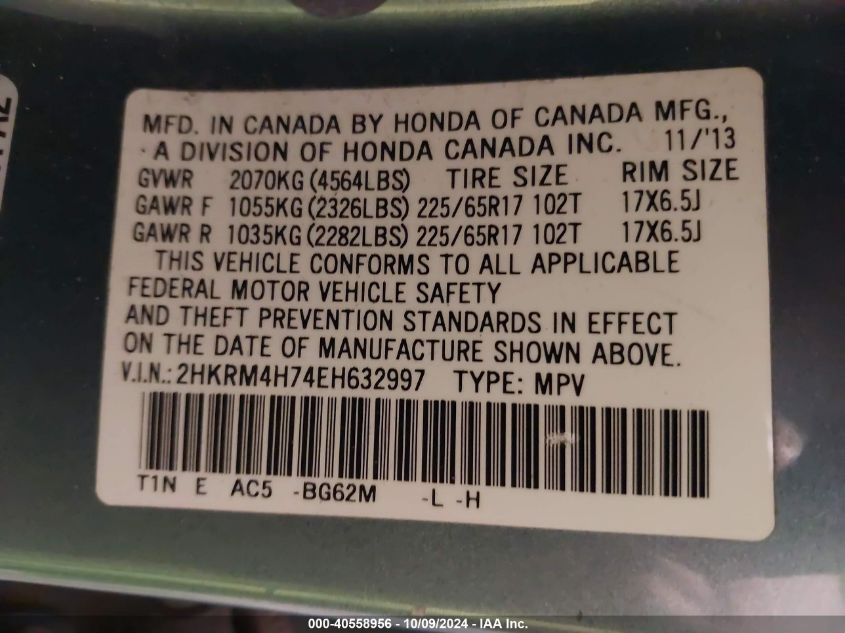 MFD. IN CANADA BY HONDA OF CANADA MFG.,
A DIVISION OF HONDA CANADA INC. 11/'13
GVWR 2070KG (4564LBS) TIRE SIZE RIM SIZE
GAWR F 1055KG (2326LBS) 225/65R17 102T 17X6.5J
GAWR R 1035KG (2282LBS) 225/65R17 102T 17X6.5J
THIS VEHICLE CONFORMS TO ALL APPLICABLE
FEDERAL MOTOR VEHICLE SAFETY
AND THEFT PREVENTION STANDARDS IN EFFECT
ON THE DATE OF MANUFACTURE SHOWN ABOVE.
V.I.N.: 2HKRM4H74EH632997 TYPE: MPV
T1N E AC5 -BG62M -L -H
000-40558956 - 10/09/2024 - IAA Inc.